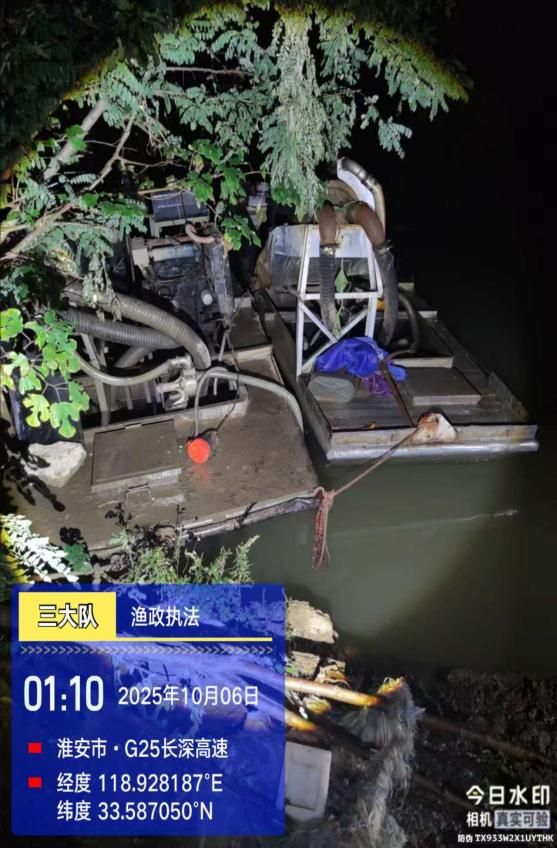 三大队 渔政执法
01:10 2025年10月06日
淮安市·G25长深高速
经度 118.928187°E
纬度 33.587050°N
今日水印
相机 真实可验
防伪 TX933W2X1UYTHK